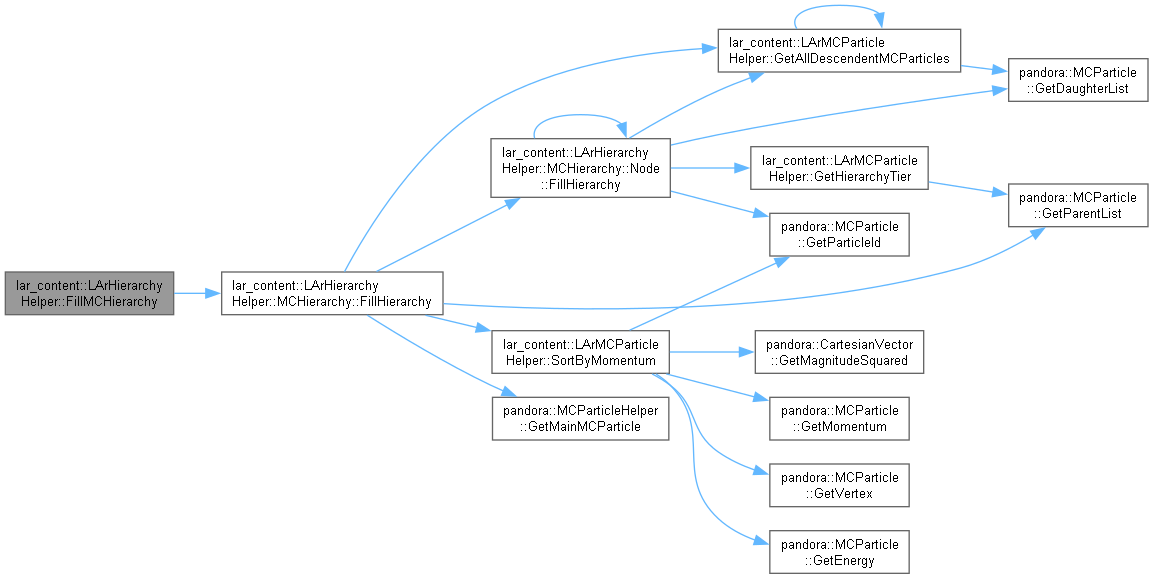 lar_content::LArHierarchy
Helper::FillMCHierarchy
lar_content::LArHierarchy
Helper::MCHierarchy::FillHierarchy
lar_content::LArMCParticle
Helper::GetAllDescendentMCParticles
pandora::MCParticle
::GetDaughterList
lar_content::LArHierarchy
Helper::MCHierarchy::Node
::FillHierarchy
lar_content::LArMCParticle
Helper::GetHierarchyTier
pandora::MCParticle
::GetParentList
pandora::MCParticle
::GetParticleId
lar_content::LArMCParticle
Helper::SortByMomentum
pandora::CartesianVector
::GetMagnitudeSquared
pandora::MCParticleHelper
::GetMainMCParticle
pandora::MCParticle
::GetMomentum
pandora::MCParticle
::GetVertex
pandora::MCParticle
::GetEnergy